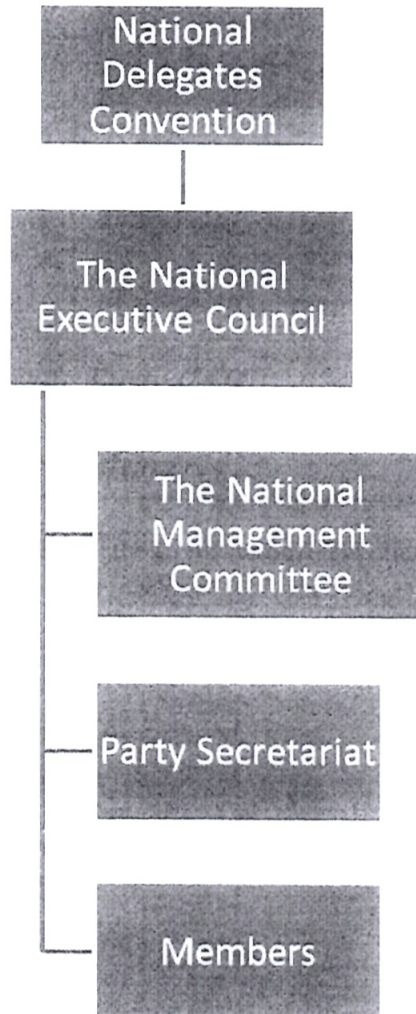 National
Delegates
Convention
The National
Executive Council
The National
Management
Committee
Party Secretariat
Members